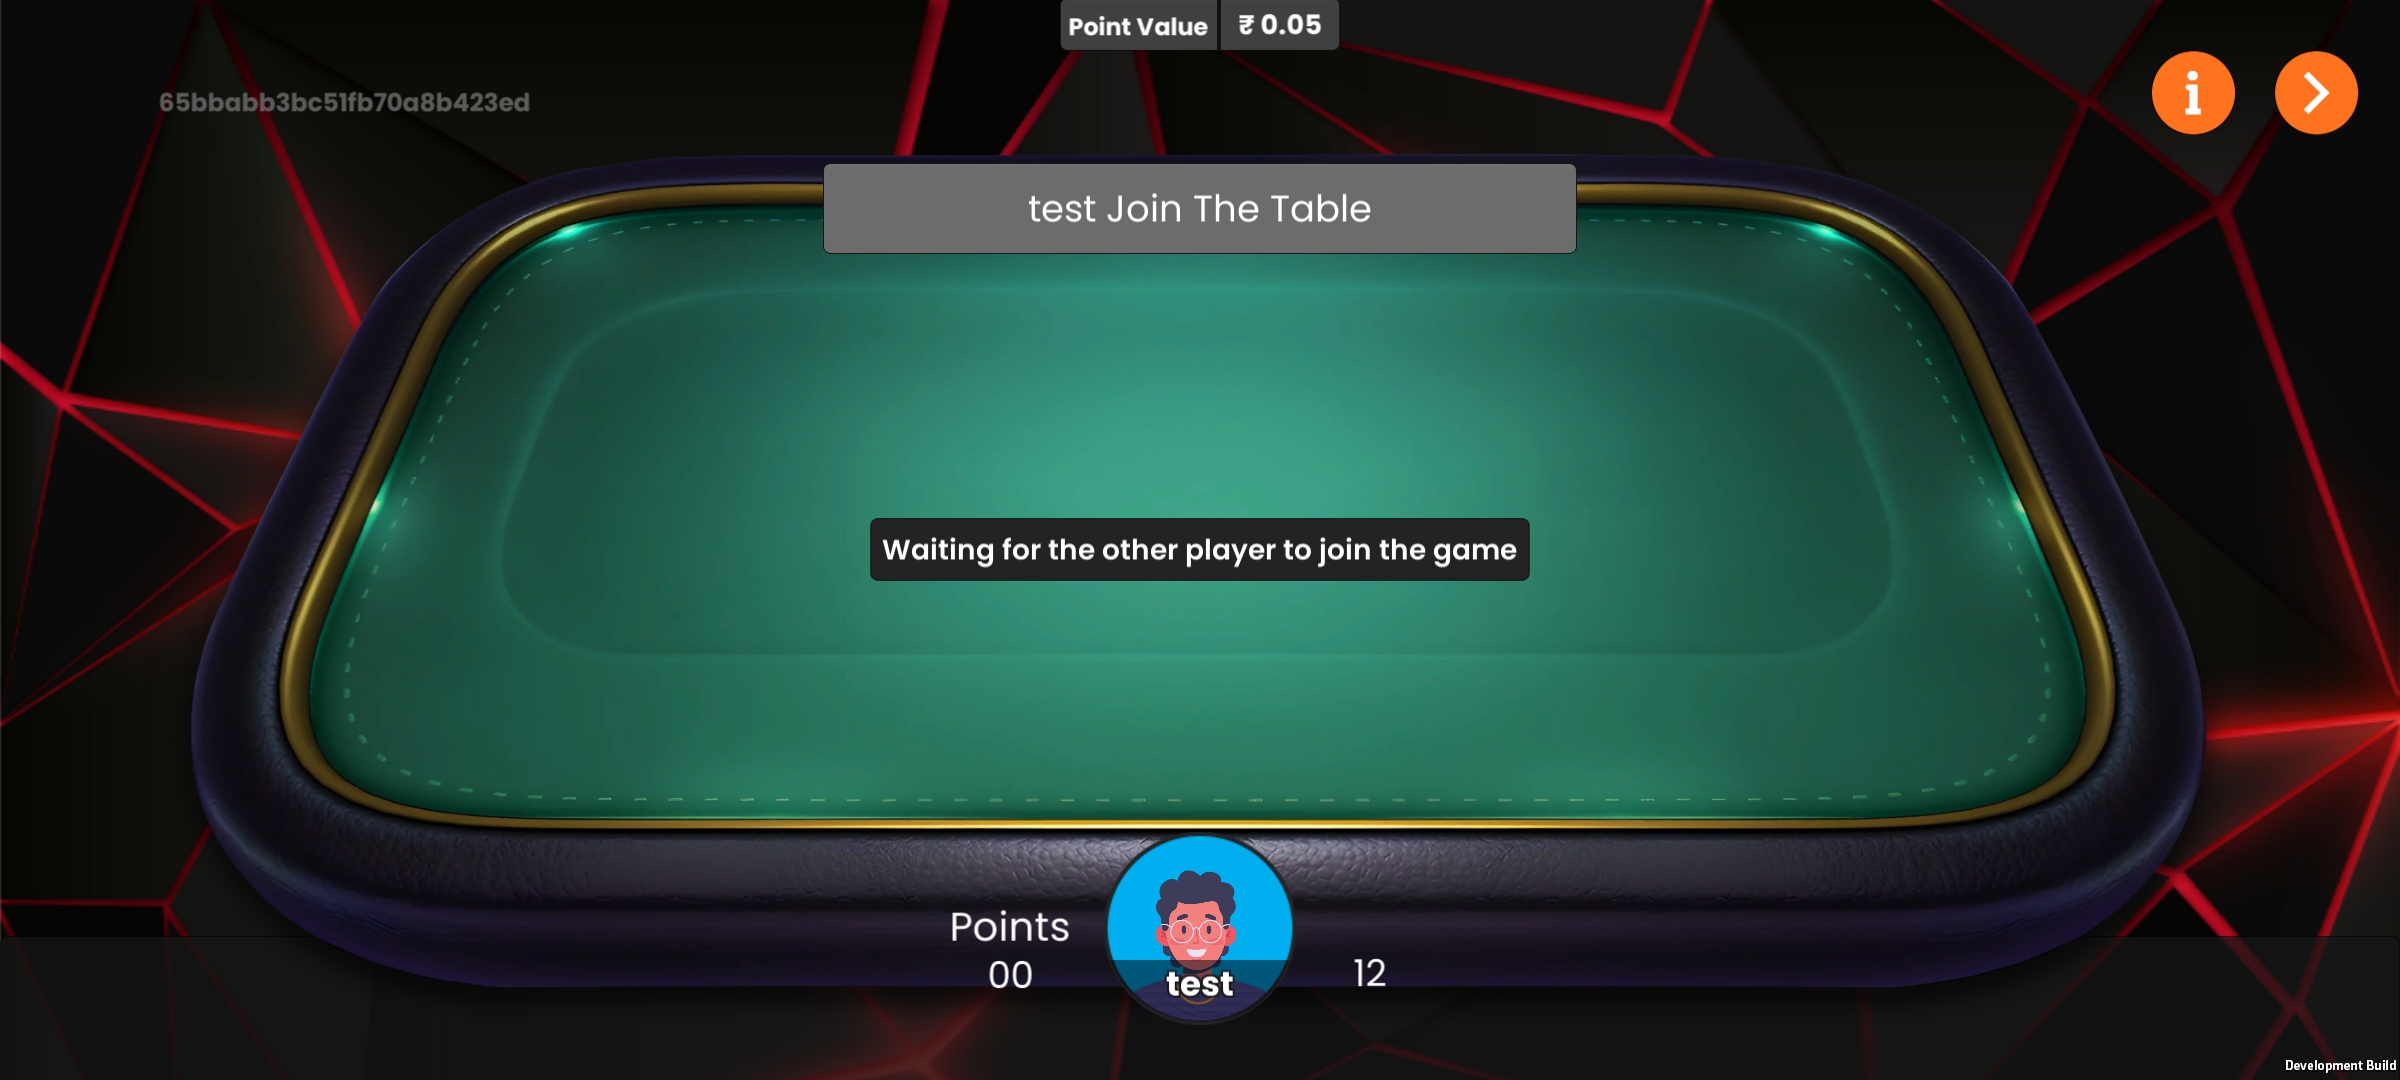 Point Value ₹ 0.05
65bbabb3bc51fb70a8b423ed
test Join The Table
Waiting for the other player to join the game
Points
00
test
12
Development Build